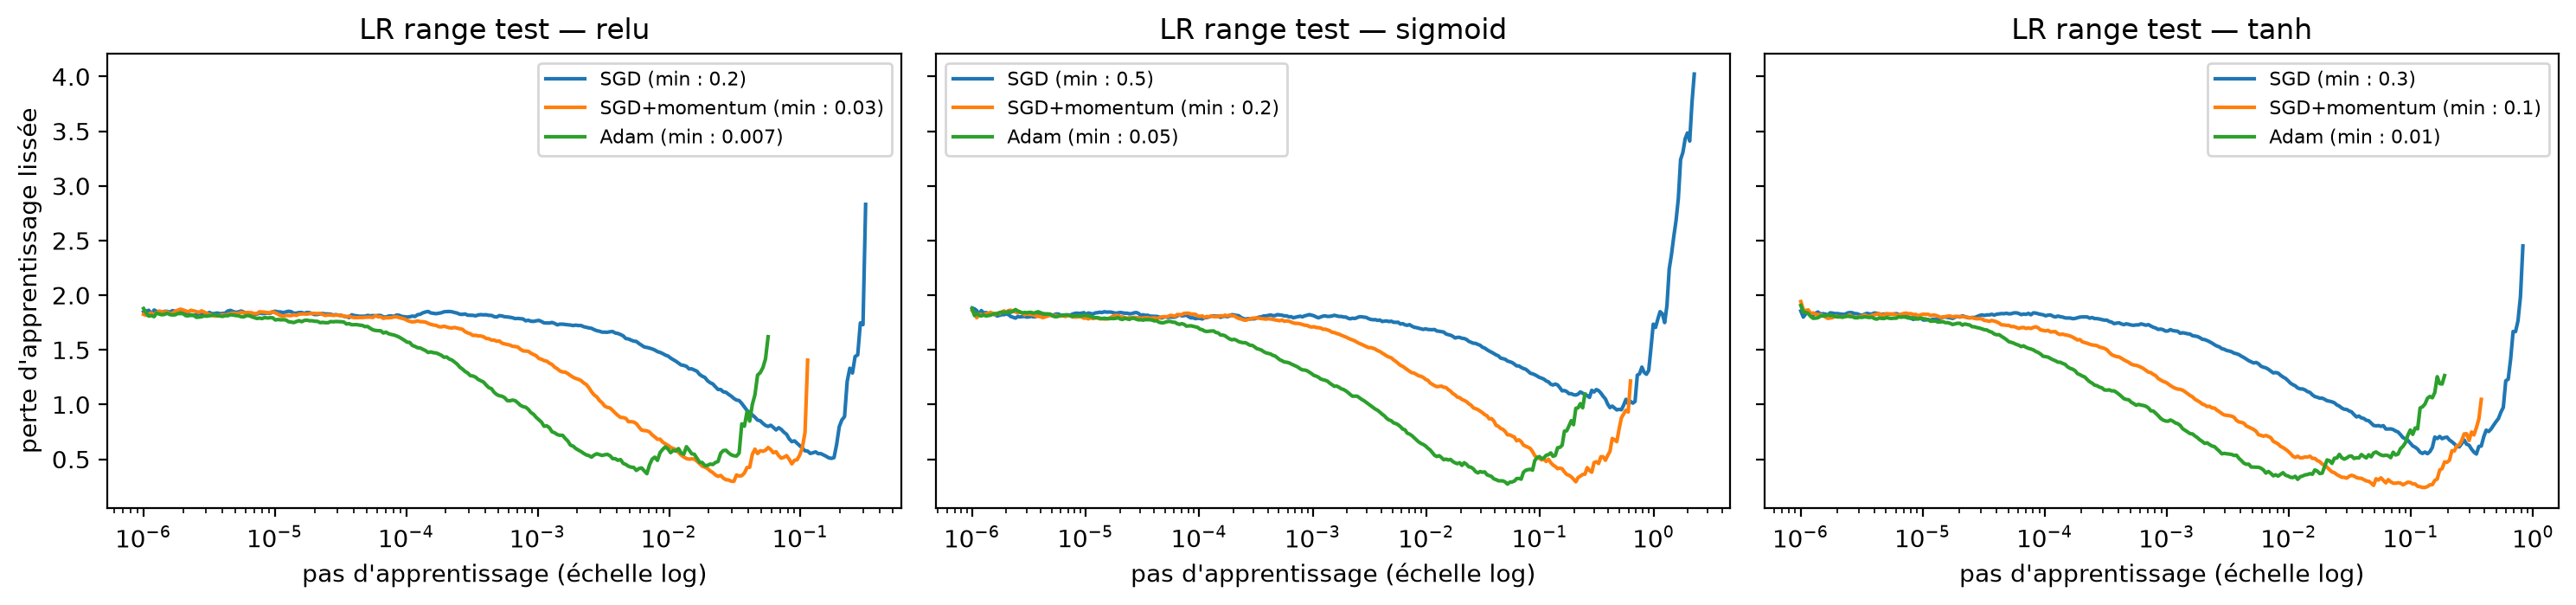 LR range test — relu
SGD (min : 0.2)
SGD+momentum (min : 0.03)
Adam (min : 0.007)
perte d'apprentissage lissée
4.0
3.5
3.0
2.5
2.0
1.5
1.0
0.5
10⁻⁶ 10⁻⁵ 10⁻⁴ 10⁻³ 10⁻² 10⁻¹
pas d'apprentissage (échelle log)
LR range test — sigmoid
SGD (min : 0.5)
SGD+momentum (min : 0.2)
Adam (min : 0.05)
10⁻⁶ 10⁻⁵ 10⁻⁴ 10⁻³ 10⁻² 10⁻¹ 10⁰
pas d'apprentissage (échelle log)
LR range test — tanh
SGD (min : 0.3)
SGD+momentum (min : 0.1)
Adam (min : 0.01)
10⁻⁶ 10⁻⁵ 10⁻⁴ 10⁻³ 10⁻² 10⁻¹ 10⁰
pas d'apprentissage (échelle log)